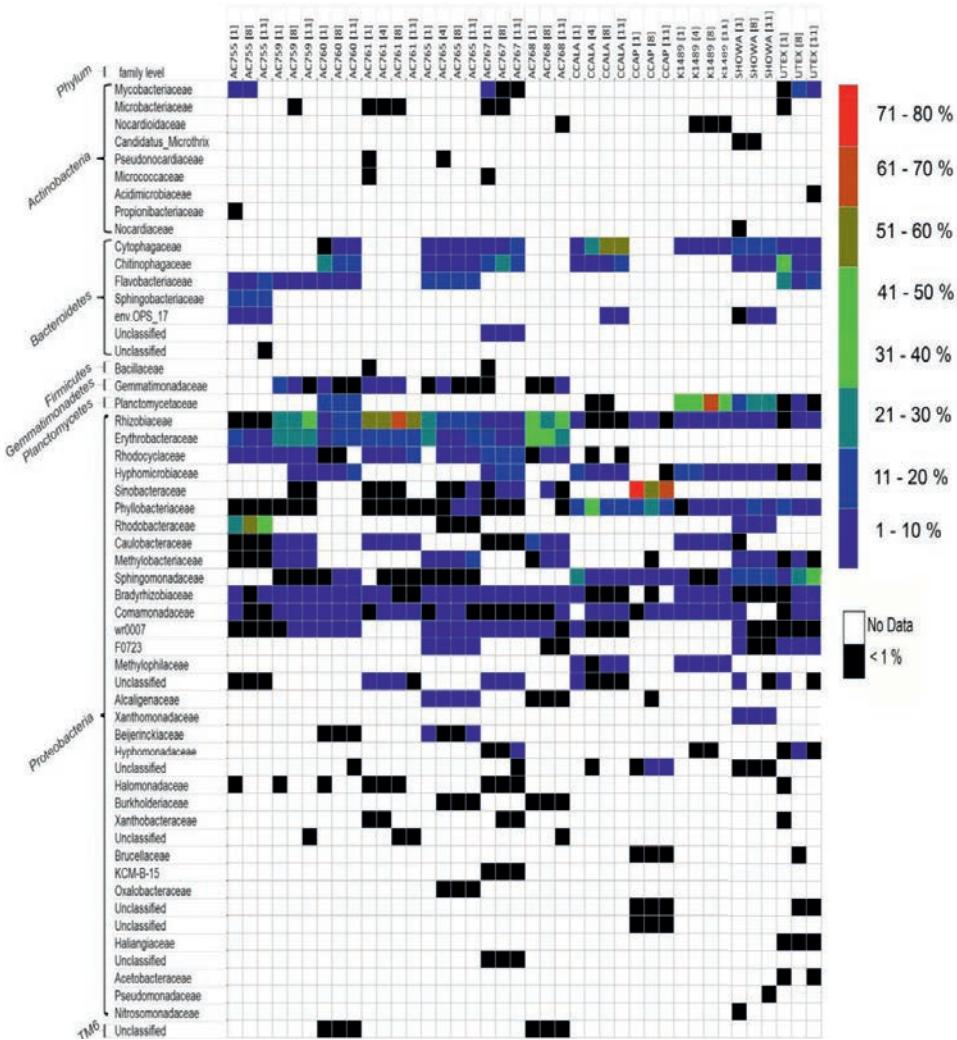 AC755 [1]
AC755 [8]
AC755 [11]
AC759 [1]
AC759 [8]
AC759 [11]
AC760 [1]
AC760 [8]
AC760 [11]
AC761 [1]
AC761 [4]
AC761 [8]
AC761 [11]
AC765 [1]
AC765 [4]
AC765 [8]
AC765 [11]
AC767 [1]
AC767 [8]
AC767 [11]
AC768 [1]
AC768 [8]
AC768 [11]
CCALA [1]
CCALA [4]
CCALA [8]
CCALA [11]
CCAP [1]
CCAP [8]
CCAP [11]
K1489 [1]
K1489 [4]
K1489 [8]
K1489 [11]
SHOWA [1]
SHOWA [8]
SHOWA [11]
UTEX [1]
UTEX [8]
UTEX [11]
Phylum
family level
Actinobacteria
Mycobacteriaceae
Microbacteriaceae
Nocardioidaceae
Candidatus_Microthrix
Pseudonocardiaceae
Micrococcaceae
Acidimicrobiaceae
Propionibacteriaceae
Nocardiaceae
Bacteroidetes
Cytophagaceae
Chitinophagaceae
Flavobacteriaceae
Sphingobacteriaceae
env.OPS_17
Unclassified
Unclassified
Firmicutes
Bacillaceae
Gemmatimonadetes
Gemmatimonadaceae
Planctomycetes
Planctomycetaceae
Proteobacteria
Rhizobiaceae
Erythrobacteraceae
Rhodocyclaceae
Hyphomicrobiaceae
Sinobacteraceae
Phyllobacteriaceae
Rhodobacteraceae
Caulobacteraceae
Methylobacteriaceae
Sphingomonadaceae
Bradyrhizobiaceae
Comamonadaceae
wr0007
F0723
Methylophilaceae
Unclassified
Alcaligenaceae
Xanthomonadaceae
Beijerinckiaceae
Hyphomonadaceae
Unclassified
Halomonadaceae
Burkholderiaceae
Xanthobacteraceae
Unclassified
Brucellaceae
KCM-B-15
Oxalobacteraceae
Unclassified
Unclassified
Haliangiaceae
Unclassified
Acetobacteraceae
Pseudomonadaceae
Nitrosomonadaceae
TM6
Unclassified
71 - 80 %
61 - 70 %
51 - 60 %
41 - 50 %
31 - 40 %
21 - 30 %
11 - 20 %
1 - 10 %
No Data
<1 %